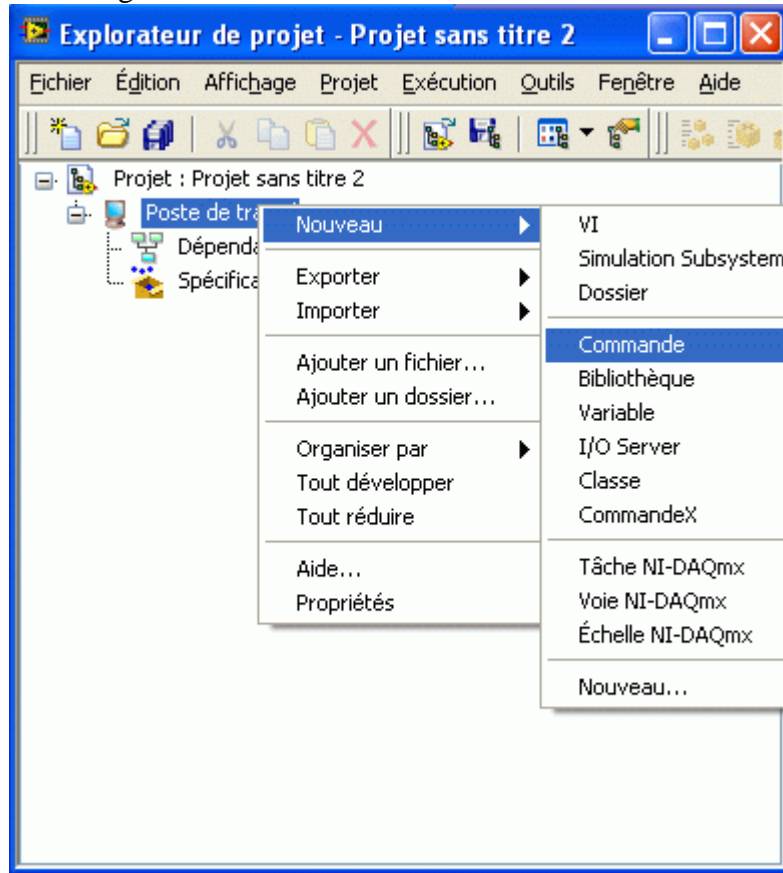 Explorateur de projet - Projet sans titre 2
Fichier Édition Affichage Projet Exécution Outils Fenêtre Aide
Projet : Projet sans titre 2
Poste de tra
Dépenda
Spécifica
Nouveau
Exporter
Importer
Ajouter un fichier...
Ajouter un dossier...
Organiser par
Tout développer
Tout réduire
Aide...
Propriétés
VI
Simulation Subsystem
Dossier
Commande
Bibliothèque
Variable
I/O Server
Classe
CommandeX
Tâche NI-DAQmx
Voie NI-DAQmx
Échelle NI-DAQmx
Nouveau...